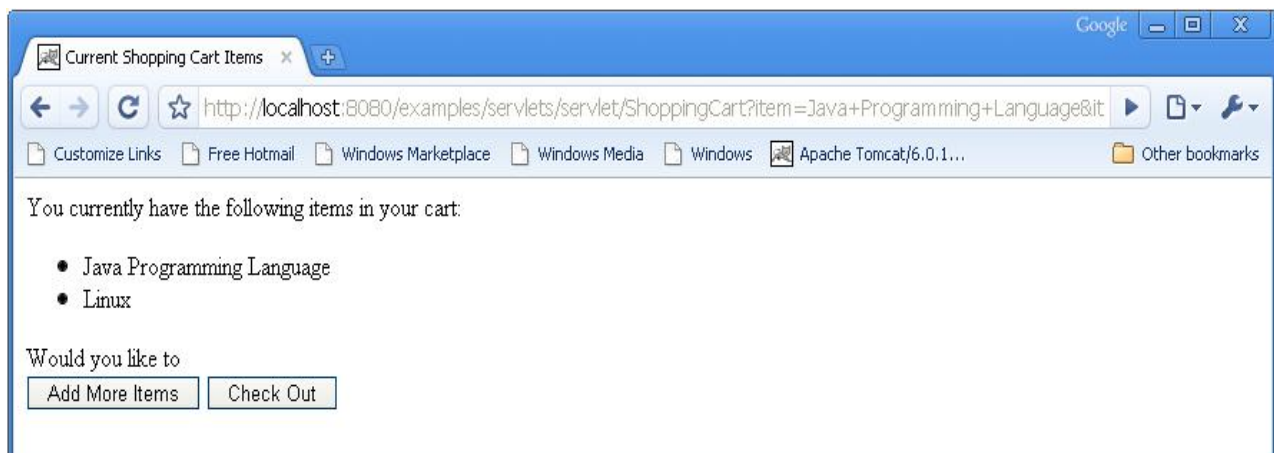 Google
Current Shopping Cart Items
http://localhost:8080/examples/servlets/servlet/ShoppingCart?item=Java+Programming+Language&it
Customize Links Free Hotmail Windows Marketplace Windows Media Windows Apache Tomcat/6.0.1... Other bookmarks
You currently have the following items in your cart:
Java Programming Language
Linux
Would you like to
Add More Items Check Out